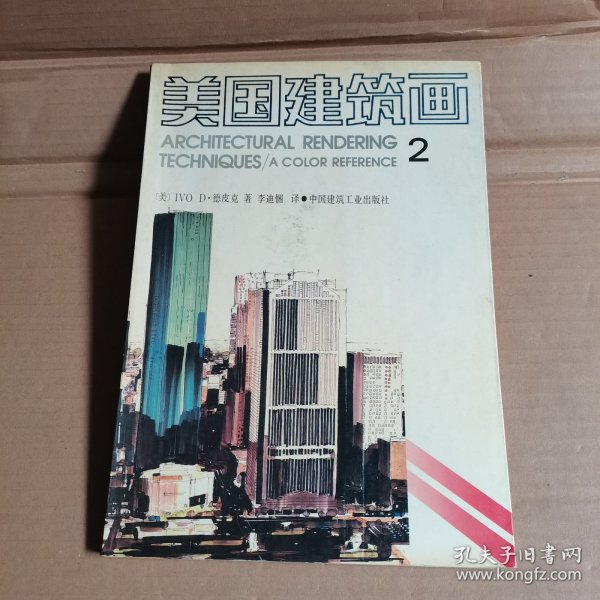 美国建筑画
ARCHITECTURAL RENDERING
TECHNIQUES/A COLOR REFERENCE 2
[美] IVO D·德皮克 著 李迪悃 译●中国建筑工业出版社
孔夫子旧书网
www.kongfz.com